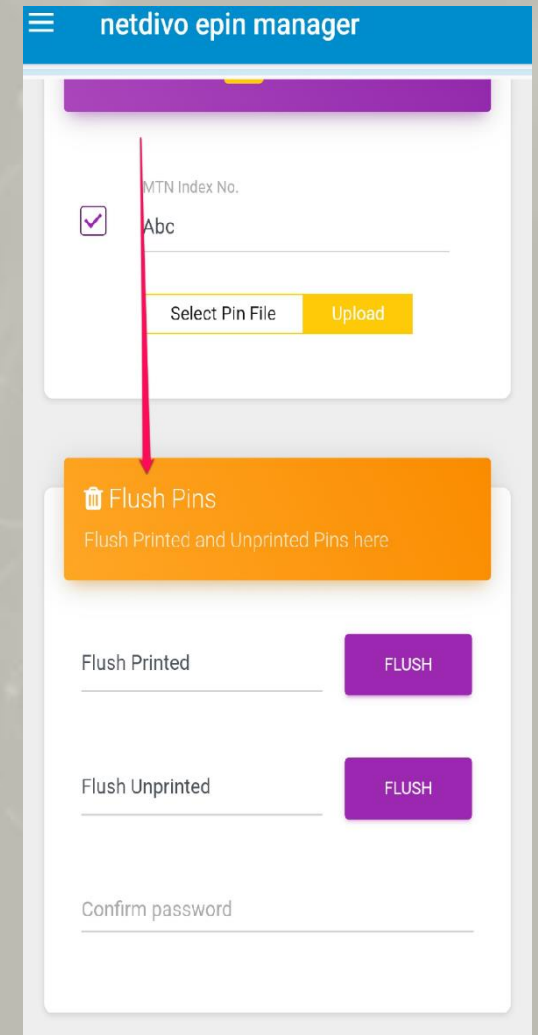 netdivo epin manager
MTN Index No.
Abc
Select Pin File Upload
Flush Pins
Flush Printed and Unprinted Pins here
Flush Printed FLUSH
Flush Unprinted FLUSH
Confirm password